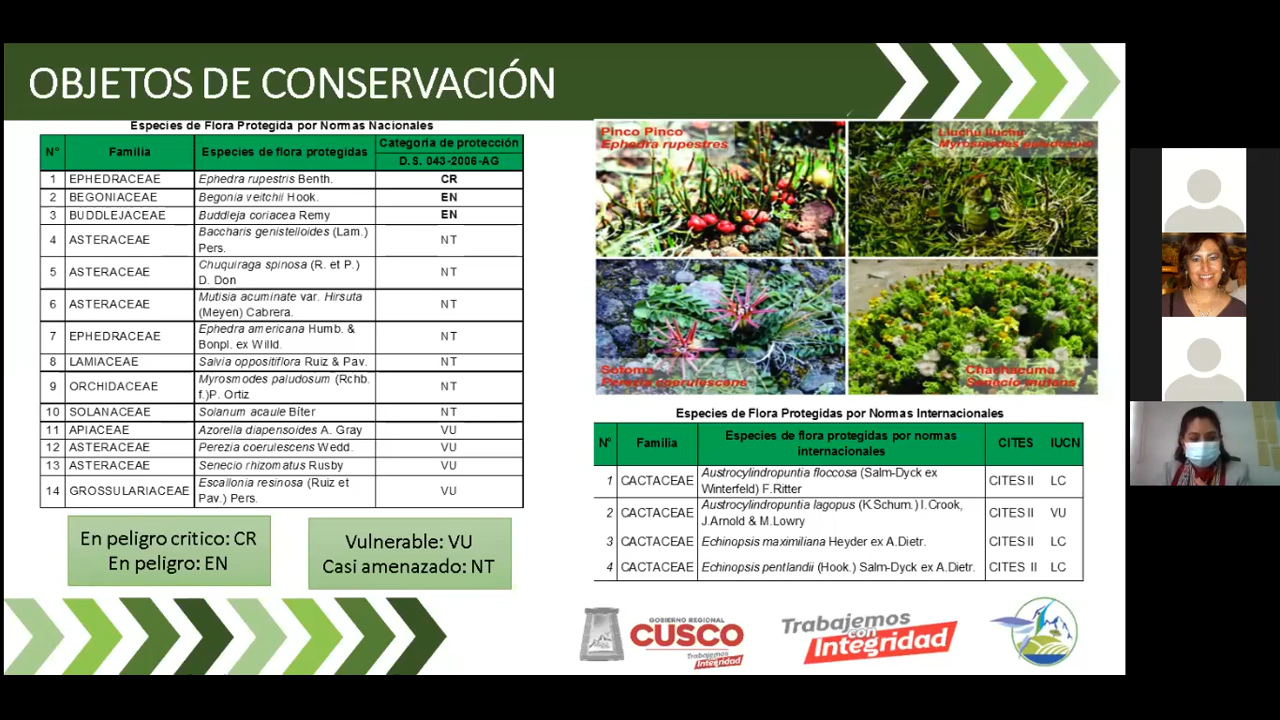 OBJETOS DE CONSERVACIÓN
Especies de Flora Protegida por Normas Nacionales
N° Familia Especies de flora protegidas Categoría de protección
D.S. 043-2006-AG
1 EPHEDRACEAE Ephedra rupestris Benth. CR
2 BEGONIACEAE Begonia veitchii Hook. EN
3 BUDDLEJACEAE Buddleja coriacea Remy EN
4 ASTERACEAE Baccharis genistelloides (Lam.) Pers. NT
5 ASTERACEAE Chuquiraga spinosa (R. et P.) D. Don NT
6 ASTERACEAE Mutisia acuminate var. Hirsuta (Meyen) Cabrera. NT
7 EPHEDRACEAE Ephedra americana Humb. & Bonpl. ex Willd. NT
8 LAMIACEAE Salvia oppositiflora Ruiz & Pav. NT
9 ORCHIDACEAE Myrosmodes paludosum (Rchb. f.)P. Ortiz NT
10 SOLANACEAE Solanum acaule Bíter NT
11 APIACEAE Azorella diapensoides A. Gray VU
12 ASTERACEAE Perezia coerulescens Wedd. VU
13 ASTERACEAE Senecio rhizomatus Rusby VU
14 GROSSULARIACEAE Escallonia resinosa (Ruiz et Pav.) Pers. VU
En peligro critico: CR
En peligro: EN
Vulnerable: VU
Casi amenazado: NT
Pinco Pinco
Ephedra rupestres
Lluchu lluchu
Myrosmodes paludosum
Sotoma
Perezia coerulescens
Chachacuma
Senecio nutans
Especies de Flora Protegidas por Normas Internacionales
N° Familia Especies de flora protegidas por normas internacionales CITES IUCN
1 CACTACEAE Austrocylindropuntia floccosa (Salm-Dyck ex Winterfeld) F.Ritter CITES II LC
2 CACTACEAE Austrocylindropuntia lagopus (K.Schum.) I.Crook, J.Arnold & M.Lowry CITES II VU
3 CACTACEAE Echinopsis maximiliana Heyder ex A.Dietr. CITES II LC
4 CACTACEAE Echinopsis pentlandii (Hook.) Salm-Dyck ex A.Dietr. CITES II LC
GOBIERNO REGIONAL
CUSCO
Trabajemos
con
Integridad
Trabajemos
con
Integridad